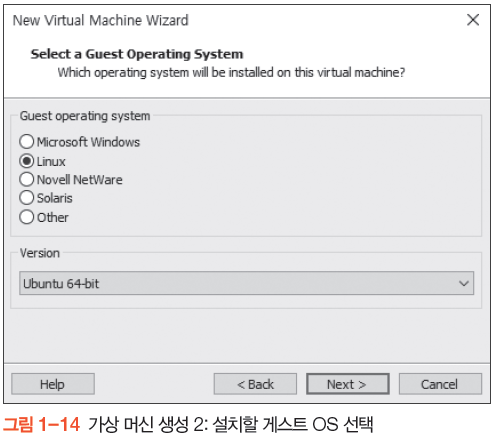 New Virtual Machine Wizard
Select a Guest Operating System
Which operating system will be installed on this virtual machine?
Guest operating system
Microsoft Windows
Linux
Novell NetWare
Solaris
Other
Version
Ubuntu 64-bit
Help
< Back
Next >
Cancel
그림 1-14 가상 머신 생성 2: 설치할 게스트 OS 선택